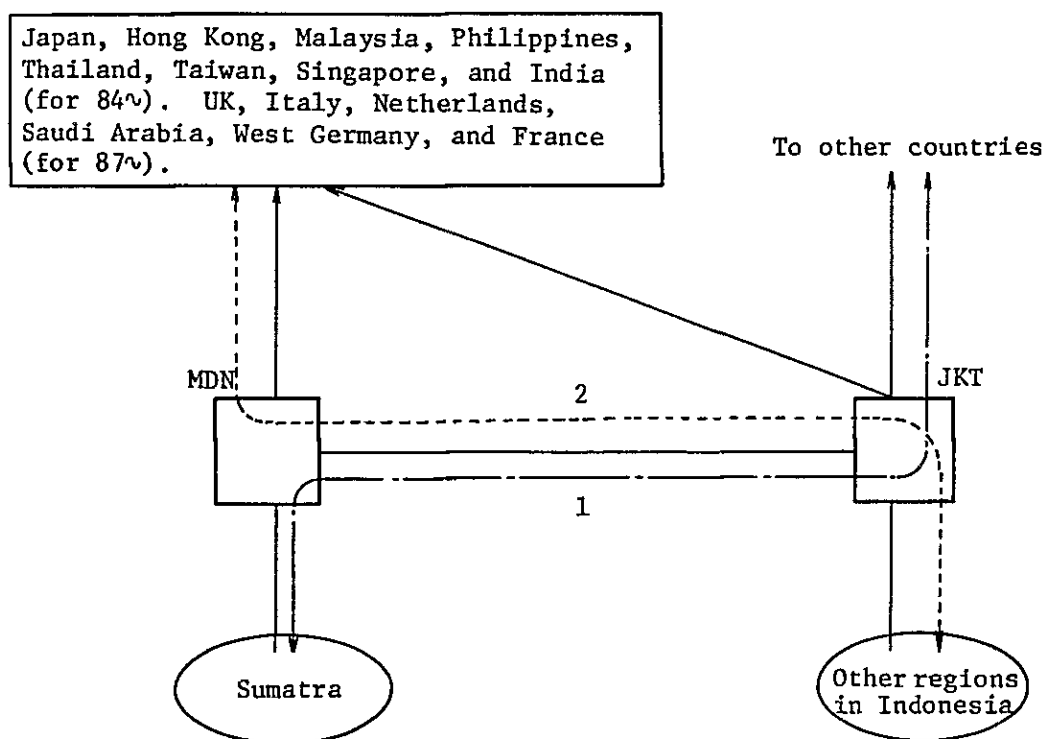 Japan, Hong Kong, Malaysia, Philippines,
Thailand, Taiwan, Singapore, and India
(for 84~). UK, Italy, Netherlands,
Saudi Arabia, West Germany, and France
(for 87~).
To other countries
MDN
2
JKT
1
Sumatra
Other regions
in Indonesia